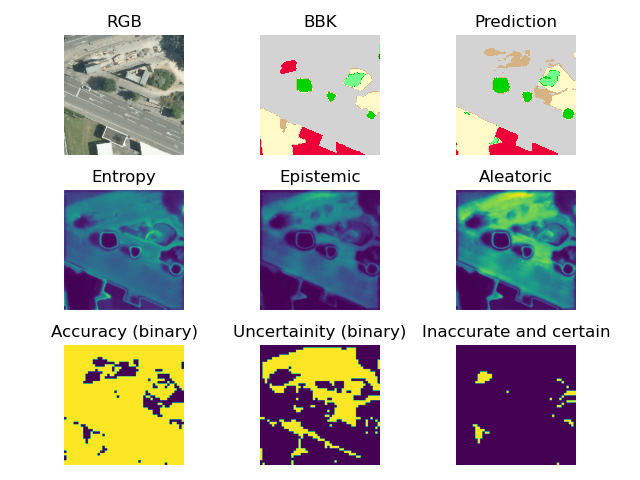 RGB
BBK
Prediction
Entropy
Epistemic
Aleatoric
Accuracy (binary)
Uncertainity (binary)
Inaccurate and certain